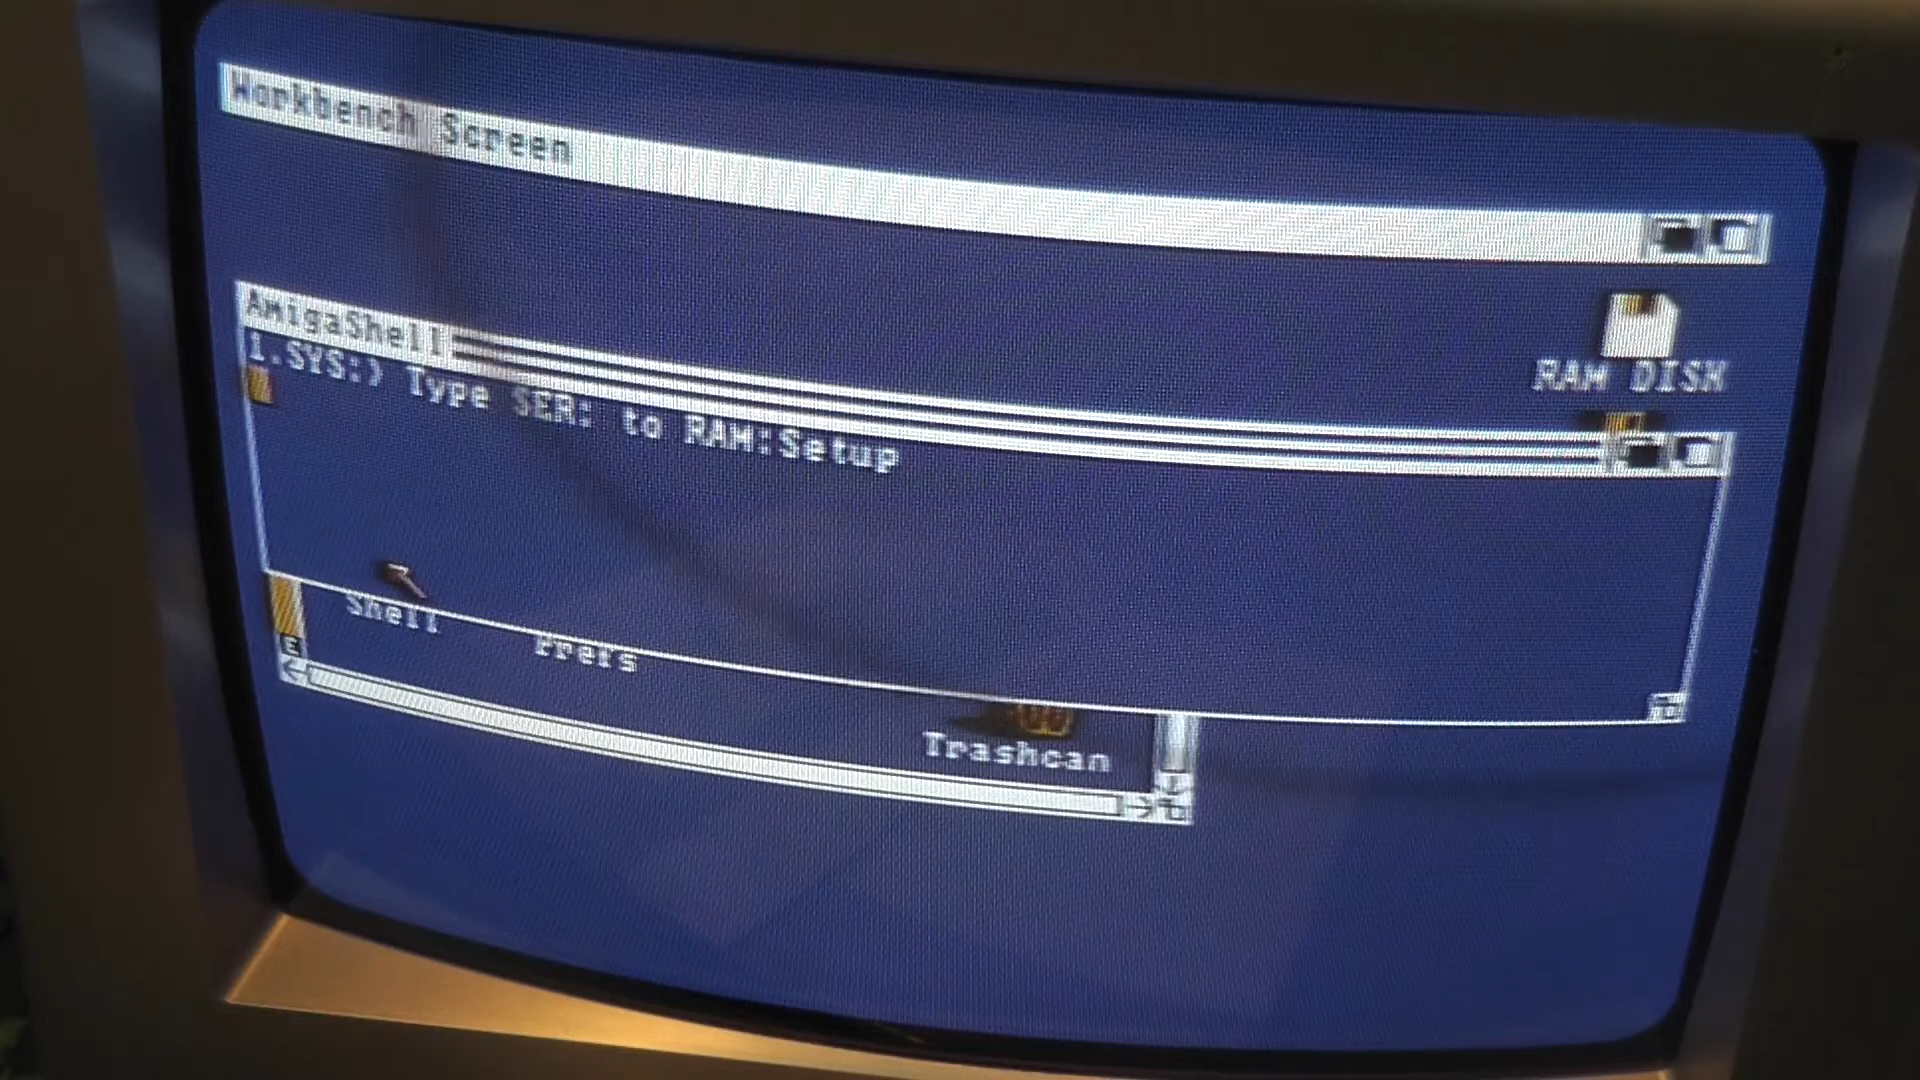 Workbench Screen
RAM DISK
AmigaShell
1.SYS:> Type SER: to RAM:Setup
Shell
Prefs
Trashcan
E